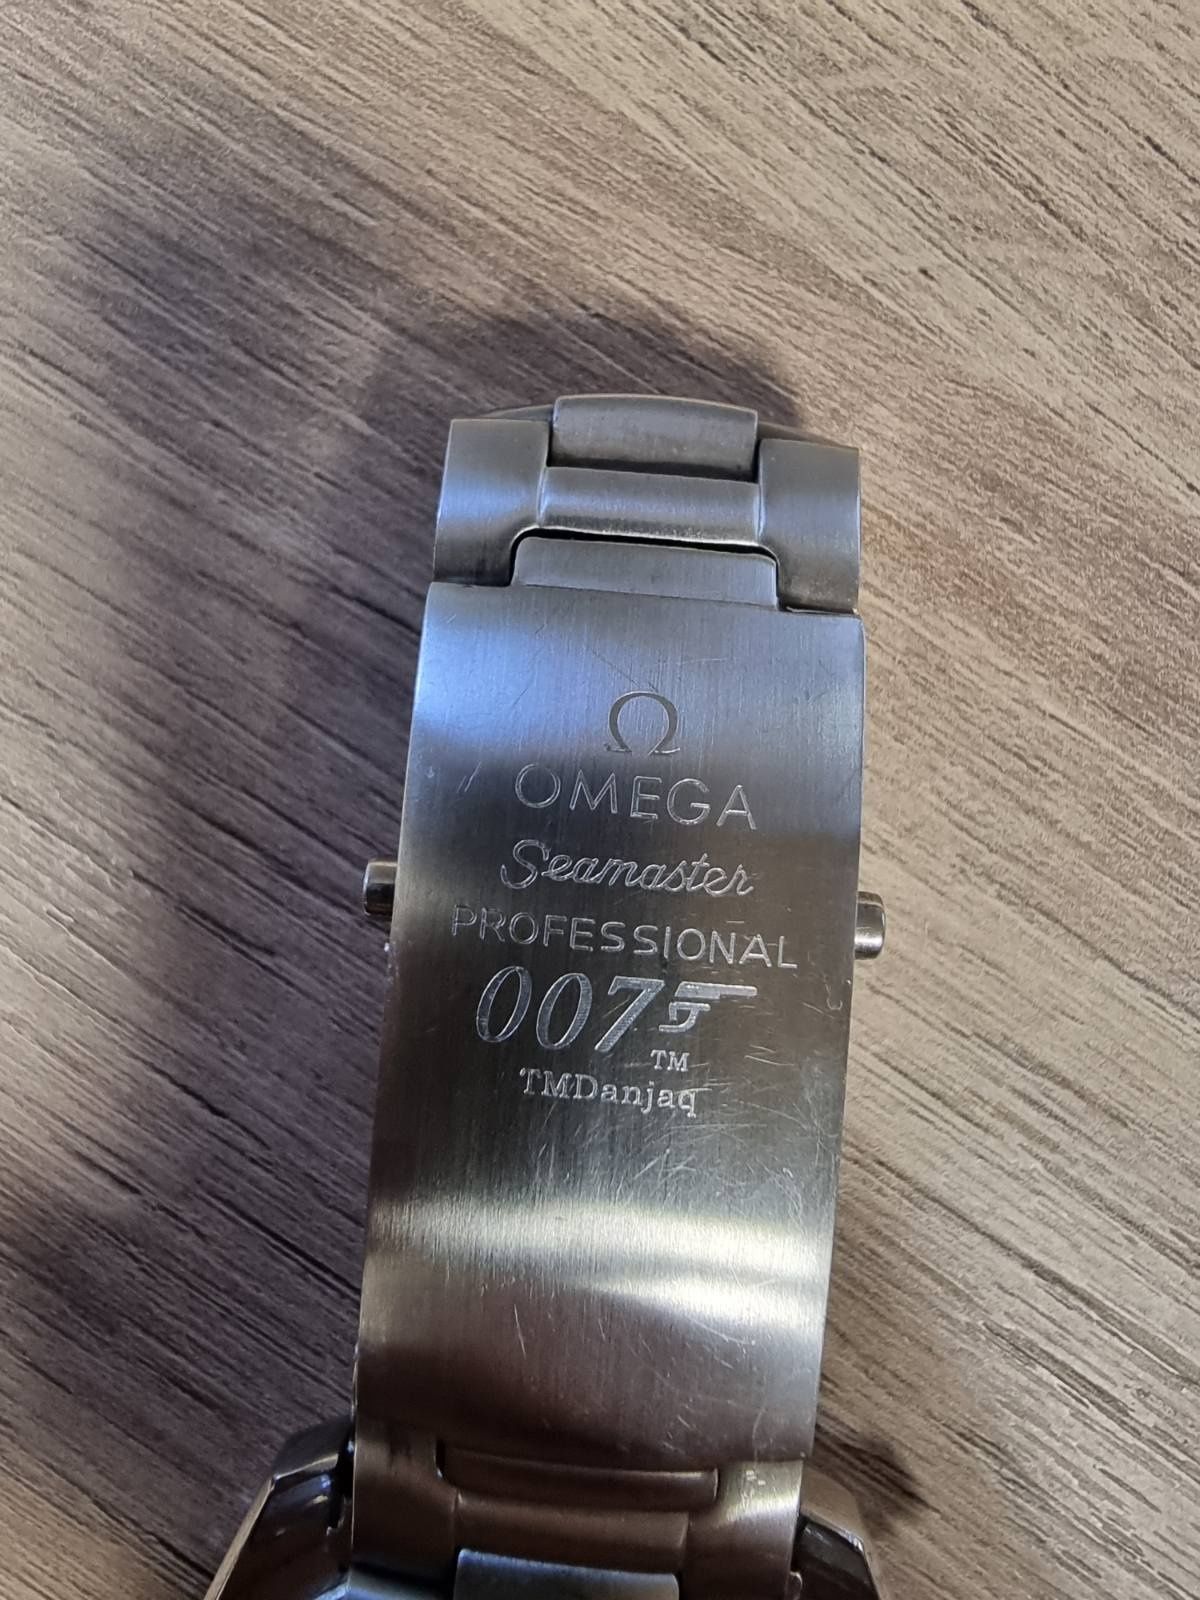 Ω
OMEGA
Seamaster
PROFESSIONAL
007
TM
TMDanjaq